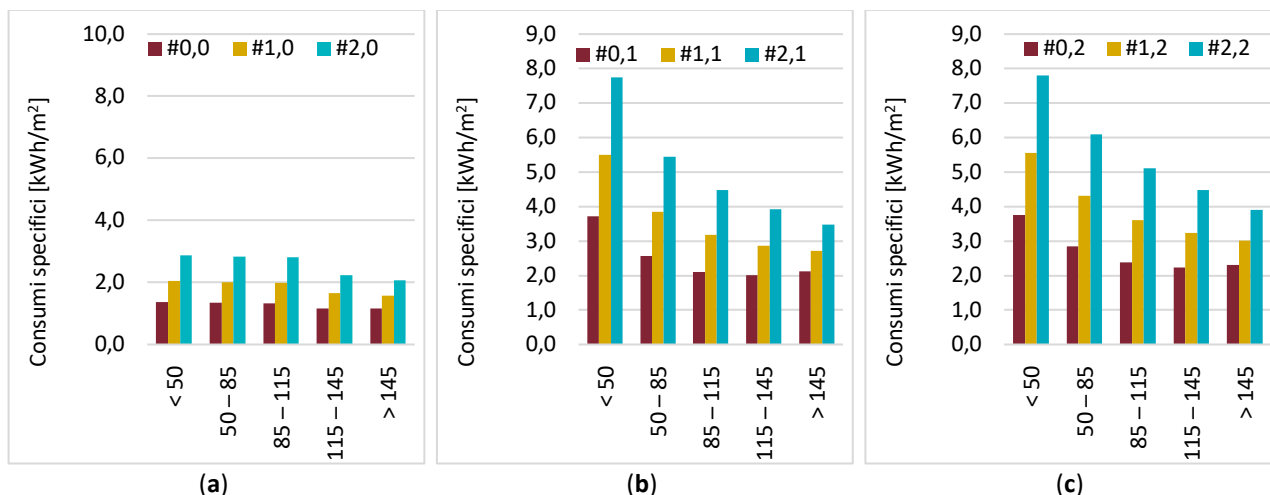 Consumi specifici [kWh/m²]
10,0
8,0
6,0
4,0
2,0
0,0
#0,0 #1,0 #2,0
< 50
50 – 85
85 – 115
115 – 145
> 145
(a)
Consumi specifici [kWh/m²]
9,0
8,0
7,0
6,0
5,0
4,0
3,0
2,0
1,0
0,0
#0,1 #1,1 #2,1
< 50
50 – 85
85 – 115
115 – 145
> 145
(b)
Consumi specifici [kWh/m²]
9,0
8,0
7,0
6,0
5,0
4,0
3,0
2,0
1,0
0,0
#0,2 #1,2 #2,2
< 50
50 – 85
85 – 115
115 – 145
> 145
(c)